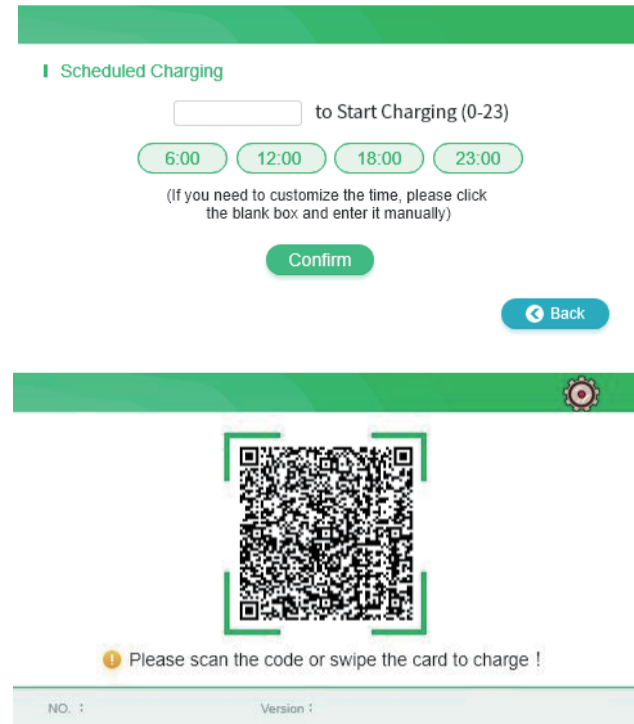 Scheduled Charging
to Start Charging (0-23)
6:00 12:00 18:00 23:00
(If you need to customize the time, please click
the blank box and enter it manually)
Confirm
Back
Please scan the code or swipe the card to charge！
NO.： Version：